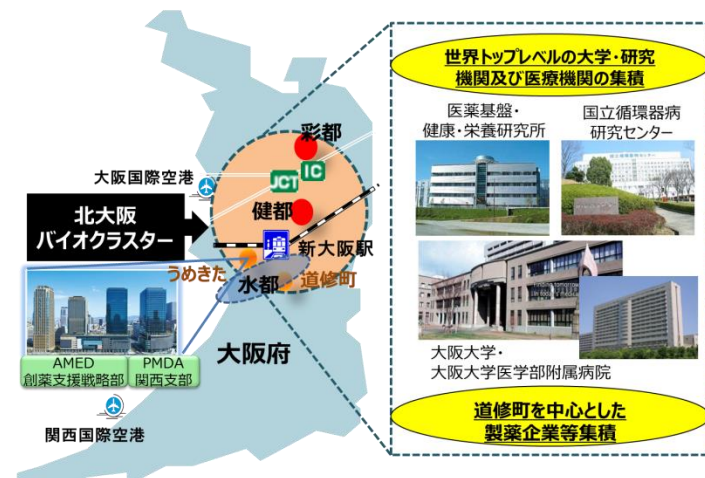 世界トップレベルの大学・研究
機関及び医療機関の集積
医薬基盤・
健康・栄養研究所
国立循環器病
研究センター
彩都
IC
JCT
大阪国際空港
健都
北大阪
バイオクラスター
新大阪駅
うめきた
道修町
水都
大阪府
AMED
創薬支援戦略部
PMDA
関西支部
関西国際空港
大阪大学・
大阪大学医学部附属病院
道修町を中心とした
製薬企業等集積